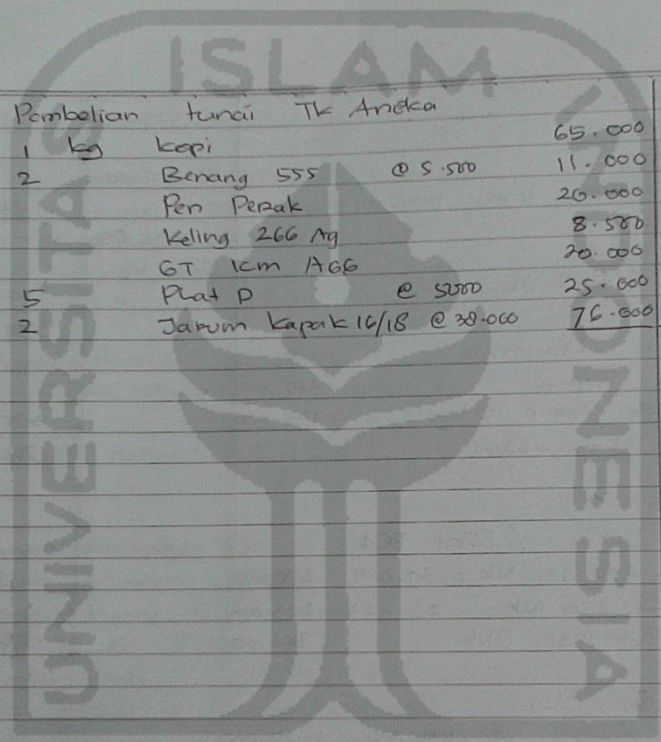 ISLAM
UNIVERSITAS
INDONESIA
Pembelian tunai Tk Aneka
1 kg kopi 65.000
2 Benang 555 @ 5.500 11.000
Pen Perak 20.000
Keling 266 Ag 8.500
GT 1cm A66 20.000
5 Plat D @ 5000 25.000
2 Jarum Kapak 16/18 @ 38.000 76.000